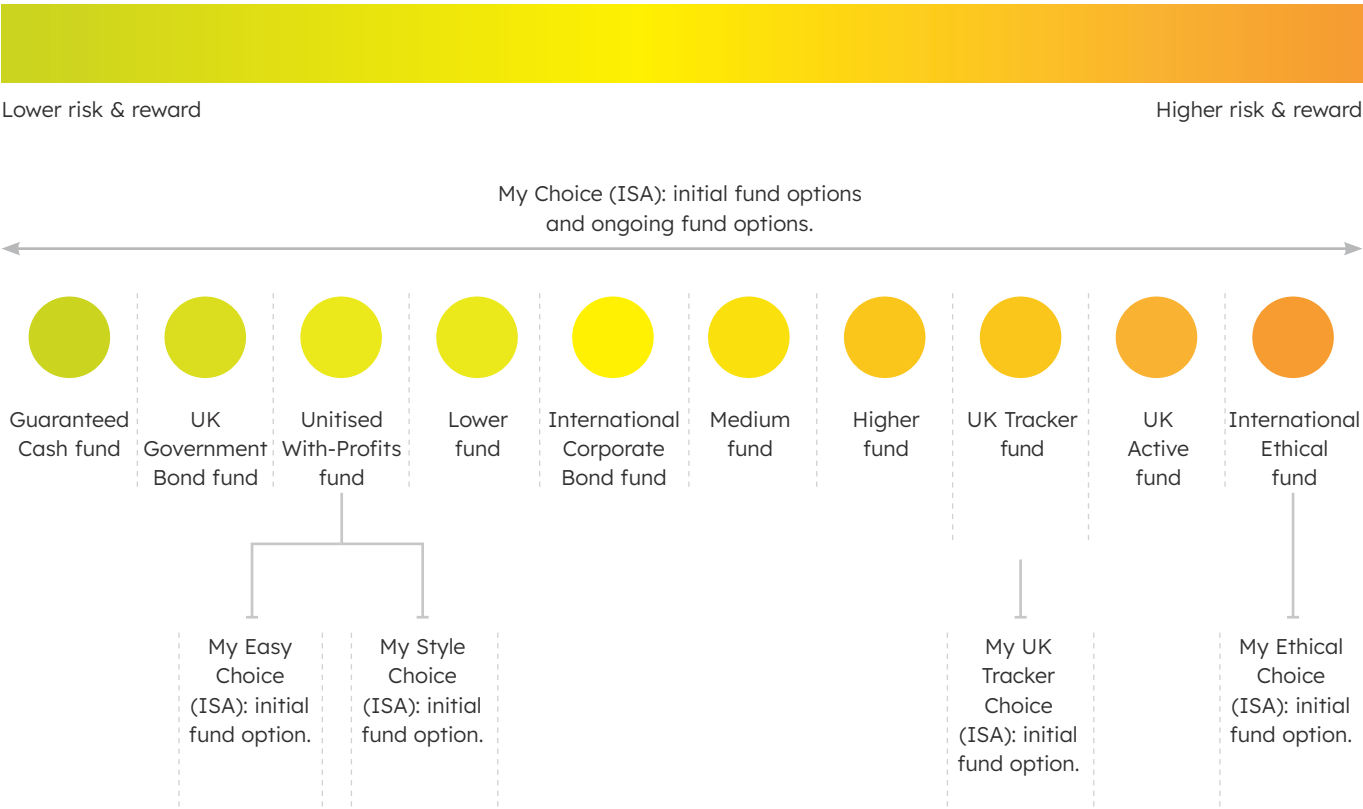 Lower risk & reward
Higher risk & reward
My Choice (ISA): initial fund options
and ongoing fund options.
Guaranteed
Cash fund
UK
Government
Bond fund
Unitised
With-Profits
fund
Lower
fund
International
Corporate
Bond fund
Medium
fund
Higher
fund
UK Tracker
fund
UK
Active
fund
International
Ethical
fund
My Easy
Choice
(ISA): initial
fund option.
My Style
Choice
(ISA): initial
fund option.
My UK
Tracker
Choice
(ISA): initial
fund option.
My Ethical
Choice
(ISA): initial
fund option.